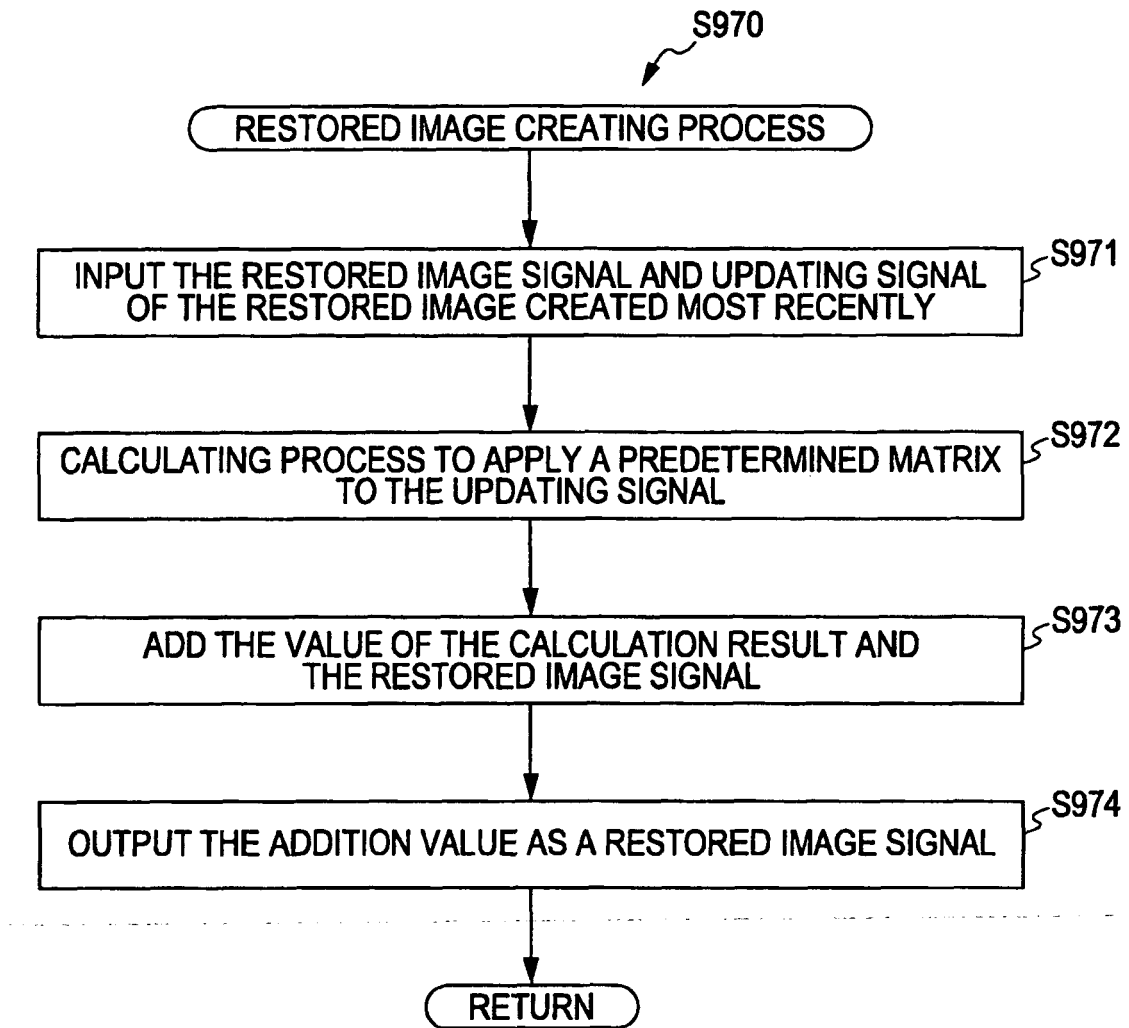 S970
RESTORED IMAGE CREATING PROCESS
S971
INPUT THE RESTORED IMAGE SIGNAL AND UPDATING SIGNAL
OF THE RESTORED IMAGE CREATED MOST RECENTLY
S972
CALCULATING PROCESS TO APPLY A PREDETERMINED MATRIX
TO THE UPDATING SIGNAL
S973
ADD THE VALUE OF THE CALCULATION RESULT AND
THE RESTORED IMAGE SIGNAL
S974
OUTPUT THE ADDITION VALUE AS A RESTORED IMAGE SIGNAL
RETURN